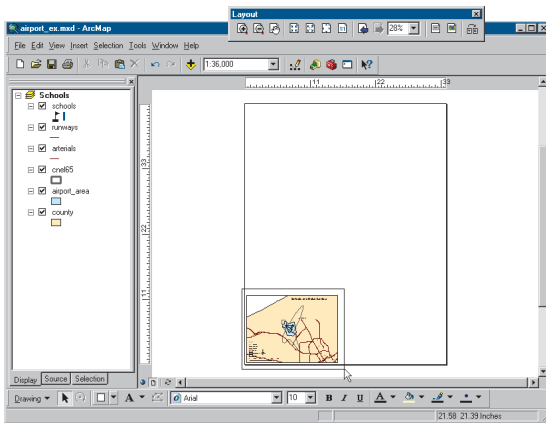 Layout
28%
airport_ex.mxd - ArcMap
File Edit View Insert Selection Tools Window Help
1:36,000
11 22 33
Schools
schools
runways
arterials
cnel65
airport_area
county
33
22
11
Display Source Selection
Drawing A Arial 10 B I U A
21.58 21.39 Inches